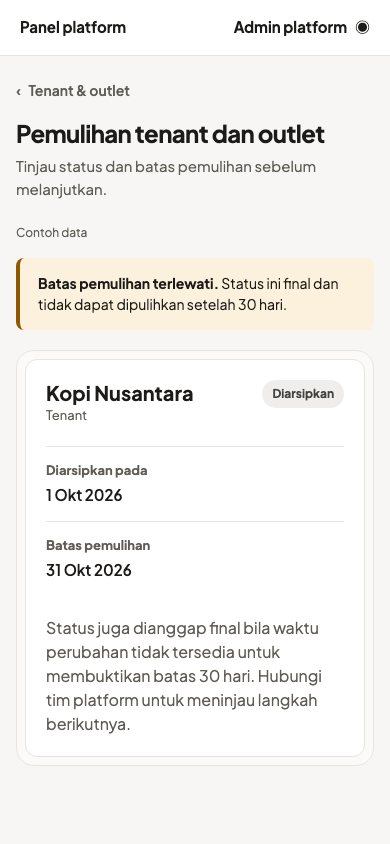 Panel platform
Admin platform
‹ Tenant & outlet
Pemulihan tenant dan outlet
Tinjau status dan batas pemulihan sebelum
melanjutkan.
Contoh data
Batas pemulihan terlewati. Status ini final dan
tidak dapat dipulihkan setelah 30 hari.
Kopi Nusantara
Diarsipkan
Tenant
Diarsipkan pada
1 Okt 2026
Batas pemulihan
31 Okt 2026
Status juga dianggap final bila waktu
perubahan tidak tersedia untuk
membuktikan batas 30 hari. Hubungi
tim platform untuk meninjau langkah
berikutnya.